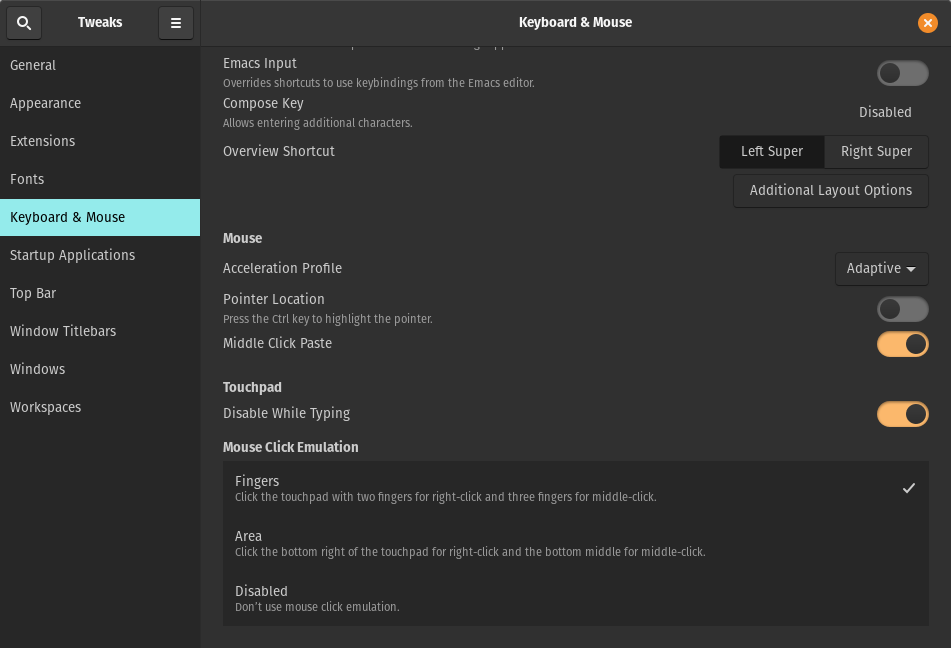 Tweaks
Keyboard & Mouse
General
Appearance
Extensions
Fonts
Keyboard & Mouse
Startup Applications
Top Bar
Window Titlebars
Windows
Workspaces
Emacs Input
Overrides shortcuts to use keybindings from the Emacs editor.
Compose Key
Disabled
Allows entering additional characters.
Overview Shortcut
Left Super
Right Super
Additional Layout Options
Mouse
Acceleration Profile
Adaptive
Pointer Location
Press the Ctrl key to highlight the pointer.
Middle Click Paste
Touchpad
Disable While Typing
Mouse Click Emulation
Fingers
Click the touchpad with two fingers for right-click and three fingers for middle-click.
Area
Click the bottom right of the touchpad for right-click and the bottom middle for middle-click.
Disabled
Don’t use mouse click emulation.